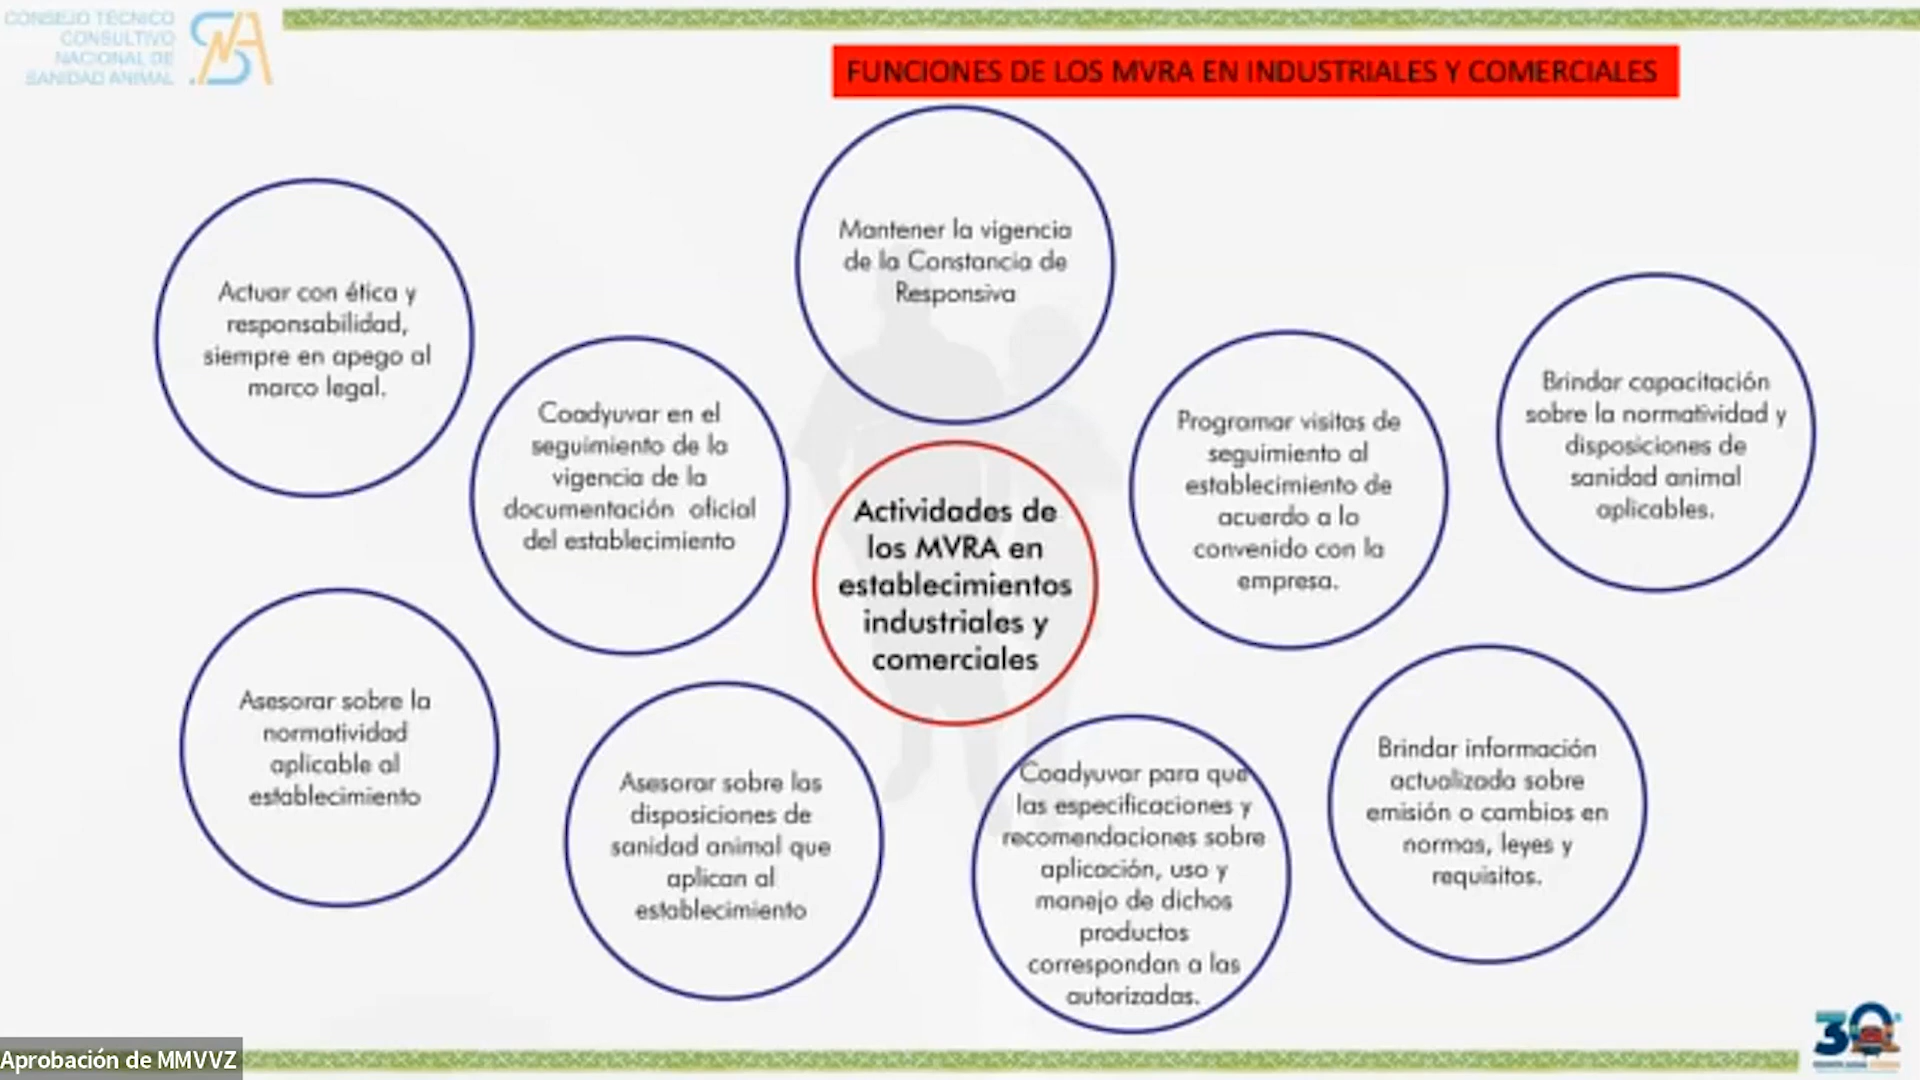 CONSEJO TÉCNICO
CONSULTIVO
NACIONAL DE
SANIDAD ANIMAL
FUNCIONES DE LOS MVRA EN INDUSTRIALES Y COMERCIALES
Mantener la vigencia
de la Constancia de
Responsiva
Actuar con ética y
responsabilidad,
siempre en apego al
marco legal.
Coadyuvar en el
seguimiento de la
vigencia de la
documentación oficial
del establecimiento
Programar visitas de
seguimiento al
establecimiento de
acuerdo a lo
convenido con la
empresa.
Brindar capacitación
sobre la normatividad y
disposiciones de
sanidad animal
aplicables.
Actividades de
los MVRA en
establecimientos
industriales y
comerciales
Asesorar sobre la
normatividad
aplicable al
establecimiento
Asesorar sobre las
disposiciones de
sanidad animal que
aplican al
establecimiento
Coadyuvar para que
las especificaciones y
recomendaciones sobre
aplicación, uso y
manejo de dichos
productos
correspondan a las
autorizadas.
Brindar información
actualizada sobre
emisión o cambios en
normas, leyes y
requisitos.
30
Aprobación de MMVVZ